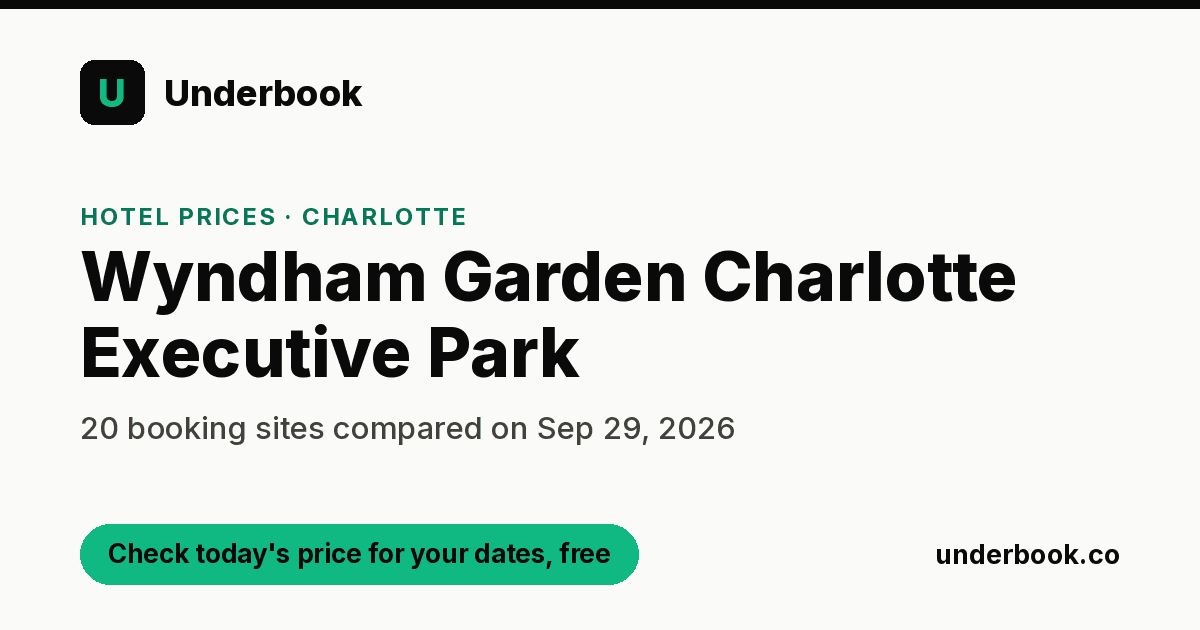 U Underbook
HOTEL PRICES · CHARLOTTE
Wyndham Garden Charlotte
Executive Park
20 booking sites compared on Sep 29, 2026
Check today's price for your dates, free
underbook.co